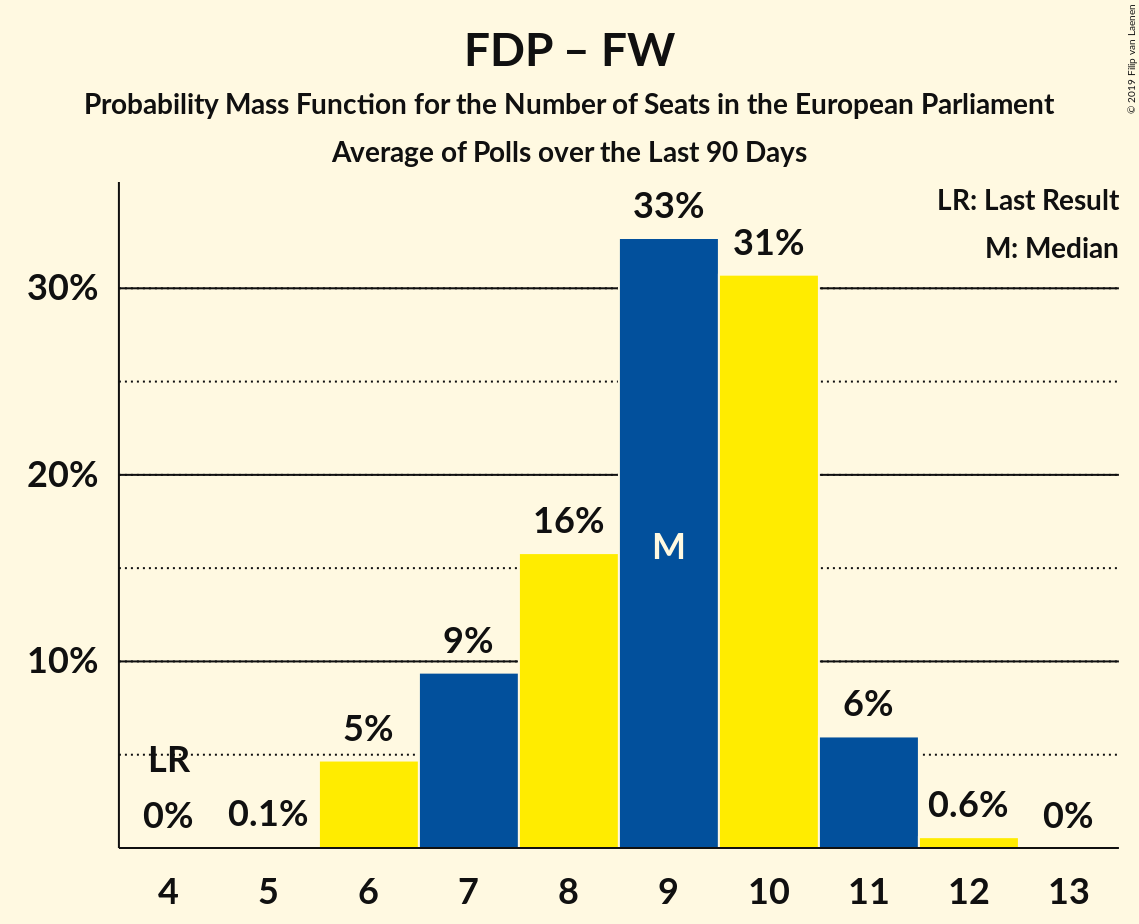 FDP – FW
Probability Mass Function for the Number of Seats in the European Parliament
Average of Polls over the Last 90 Days
© 2019 Filip van Laenen
LR: Last Result
M: Median
33%
31%
30%
20%
16%
M
10%
9%
6%
5%
LR
0%
0.1%
0.6%
0%
4 5 6 7 8 9 10 11 12 13